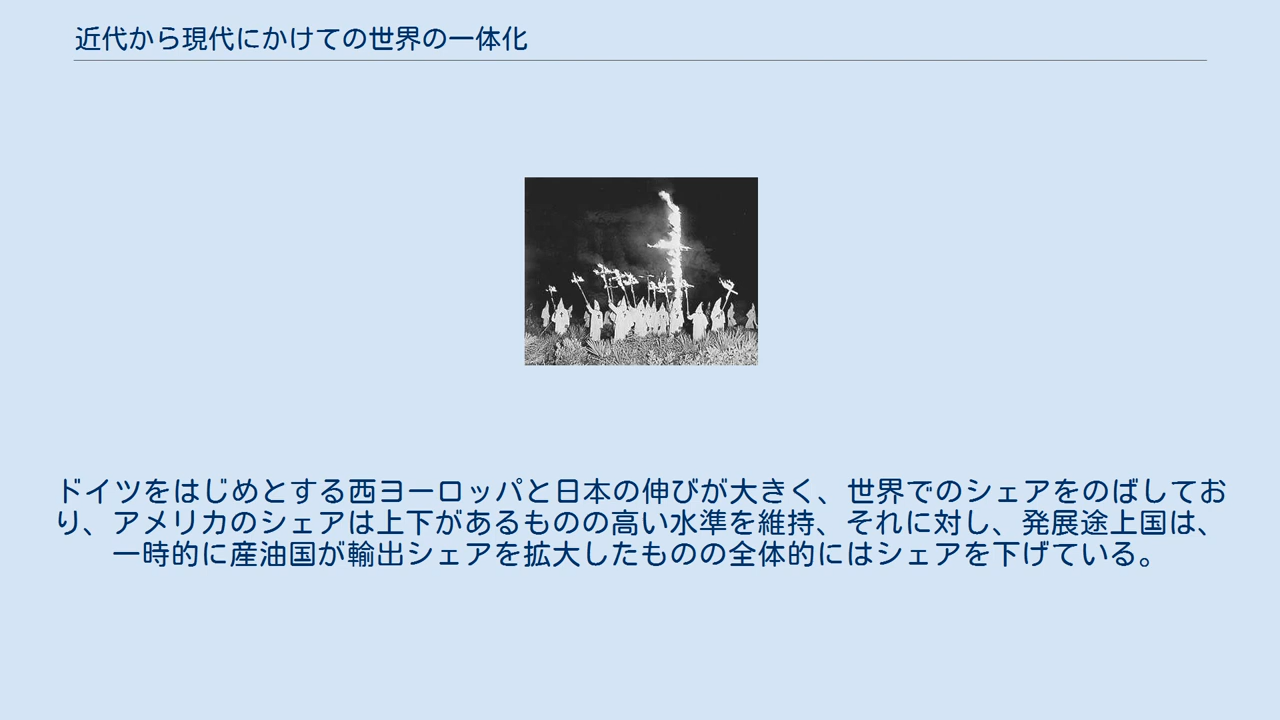 近代から現代にかけての世界の一体化
ドイツをはじめとする西ヨーロッパと日本の伸びが大きく、世界でのシェアをのばしてお
り、アメリカのシェアは上下があるものの高い水準を維持、それに対し、発展途上国は、
一時的に産油国が輸出シェアを拡大したものの全体的にはシェアを下げている。